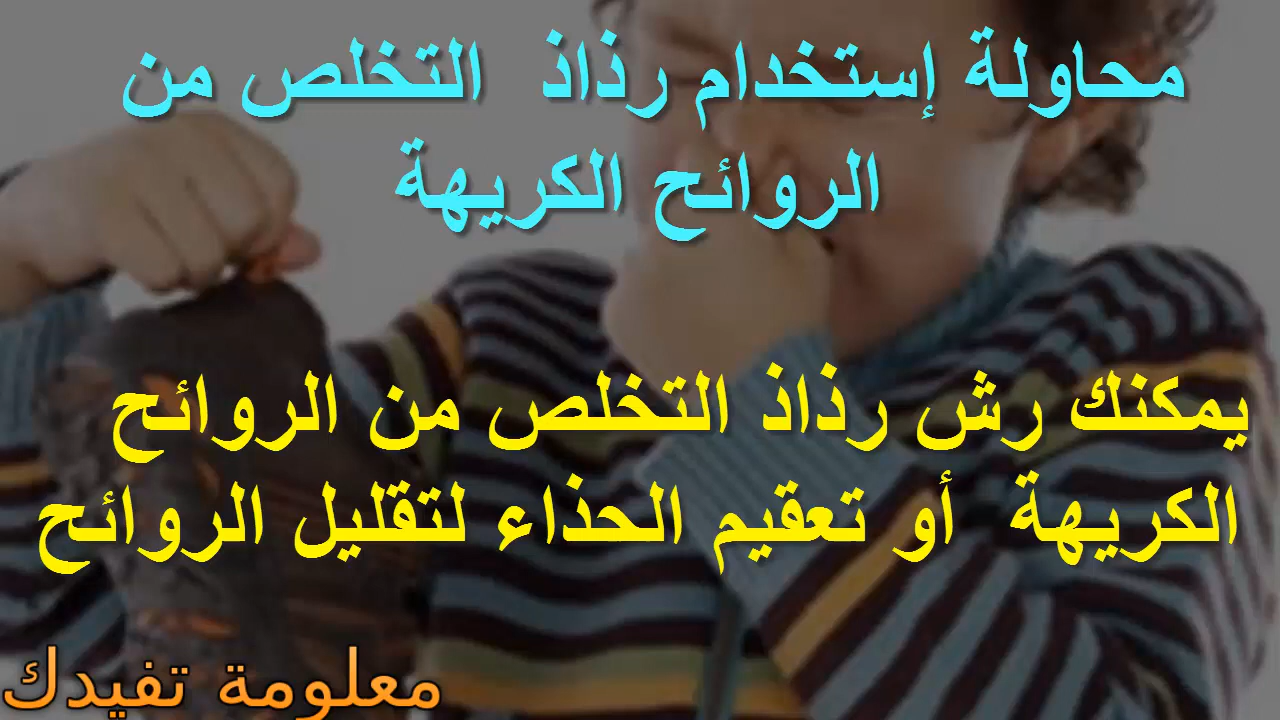 محاولة إستخدام رذاذ التخلص من
الروائح الكريهة
يمكنك رش رذاذ التخلص من الروائح
الكريهة أو تعقيم الحذاء لتقليل الروائح
معلومة تفيدك